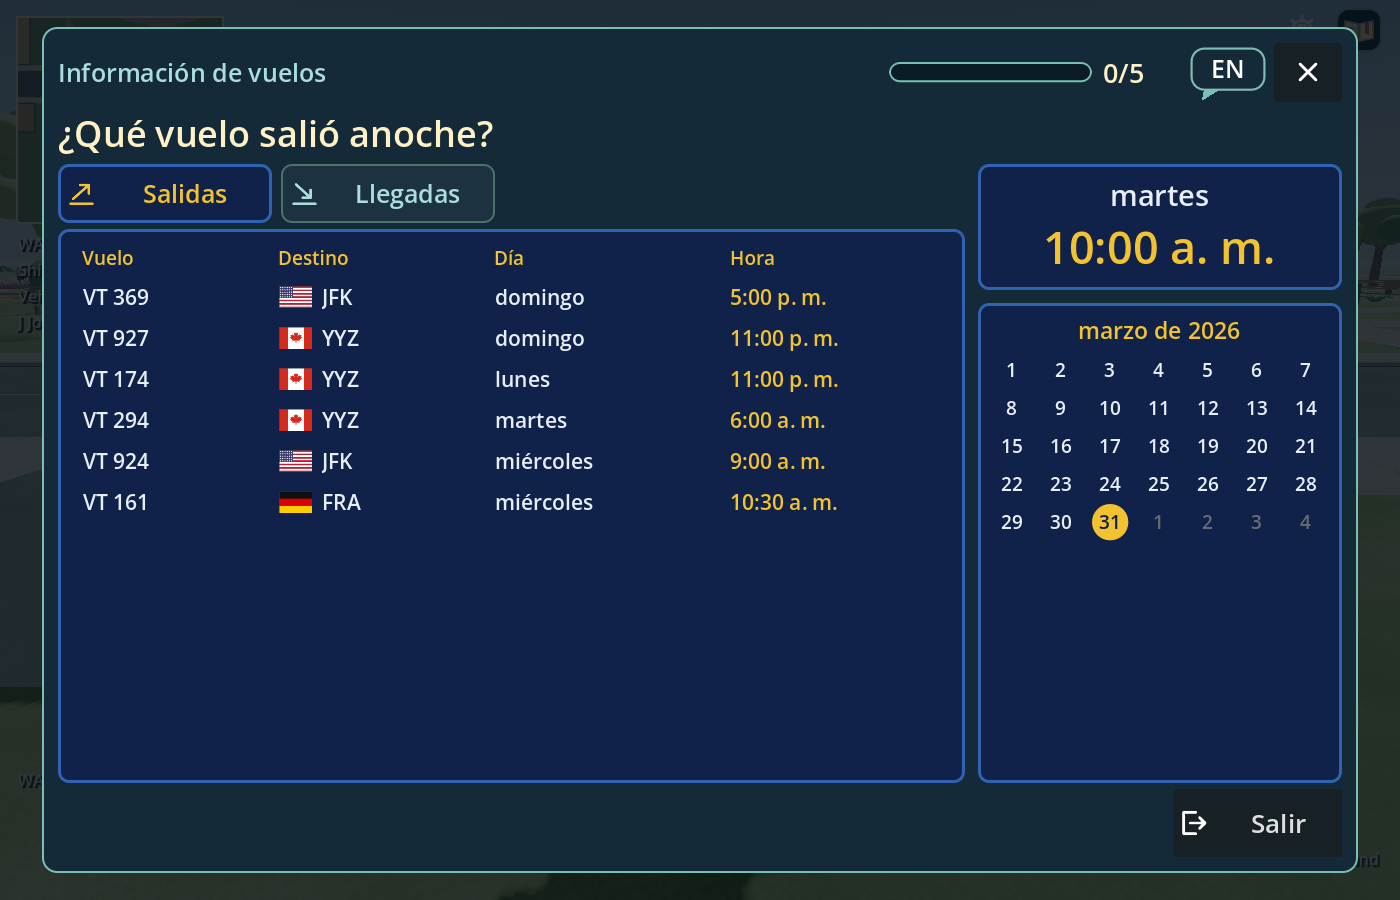 Información de vuelos
0/5
EN
¿Qué vuelo salió anoche?
Salidas
Llegadas
Vuelo Destino Día Hora
VT 369 JFK domingo 5:00 p. m.
VT 927 YYZ domingo 11:00 p. m.
VT 174 YYZ lunes 11:00 p. m.
VT 294 YYZ martes 6:00 a. m.
VT 924 JFK miércoles 9:00 a. m.
VT 161 FRA miércoles 10:30 a. m.
martes
10:00 a. m.
marzo de 2026
1 2 3 4 5 6 7
8 9 10 11 12 13 14
15 16 17 18 19 20 21
22 23 24 25 26 27 28
29 30 31 1 2 3 4
Salir